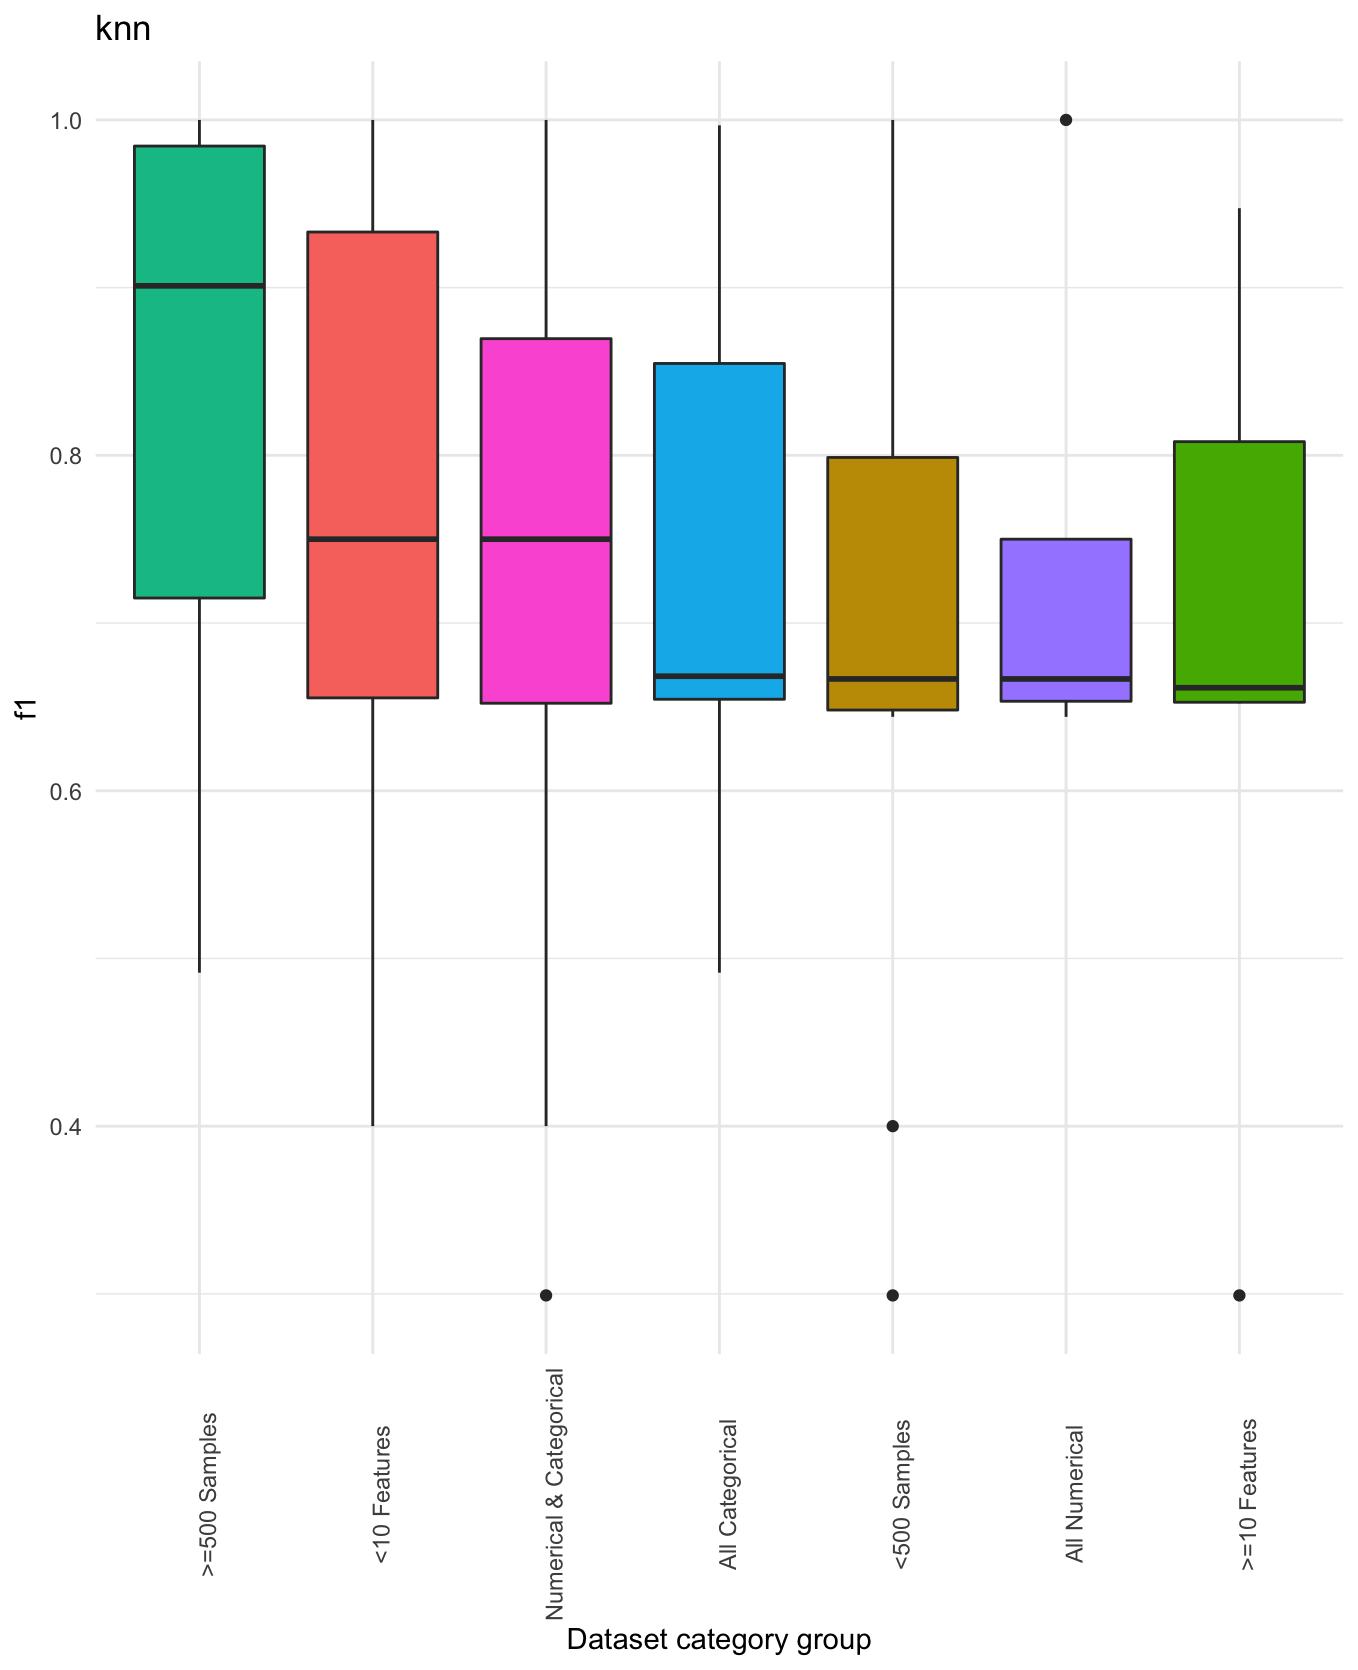 knn
1.0
0.8
0.6
0.4
f1
>=500 Samples
<10 Features
Numerical & Categorical
All Categorical
<500 Samples
All Numerical
>=10 Features
Dataset category group